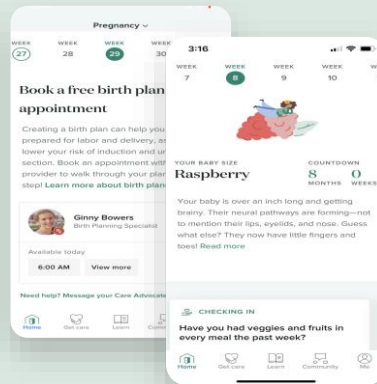 Pregnancy
WEEK WEEK WEEK WEEK
27 28 29 30
Book a free birth plan
appointment
Creating a birth plan can help you
prepared for labor and delivery, as
lower your risk of induction and un
section. Book an appointment with
provider to walk through your plan
step! Learn more about birth plans
Ginny Bowers
Birth Planning Specialist
Available today
6:00 AM View more
Need help? Message your Care Advocate
Home Get care Learn Comm
3:16
WEEK WEEK WEEK WEEK W
7 8 9 10
YOUR BABY SIZE COUNTDOWN
Raspberry 8 0
MONTHS WEEKS
Your baby is over an inch long and getting
brainy. Their neural pathways are forming—not
to mention their lips, eyelids, and nose. Guess
what else? They now have little fingers and
toes! Read more
CHECKING IN
Have you had veggies and fruits in
every meal the past week?
Home Get care Learn Community Me